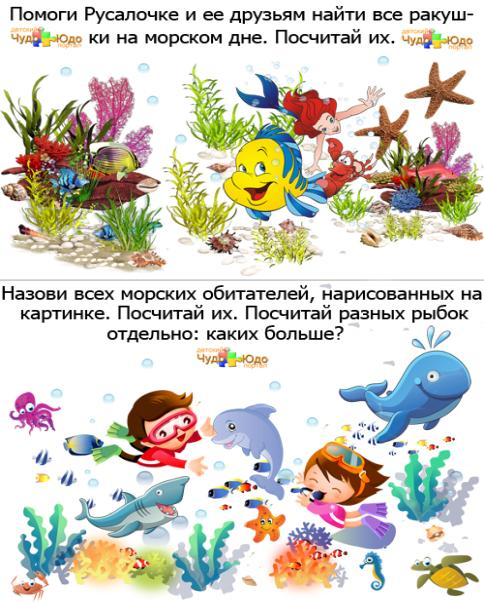 Помоги Русалочке и ее друзьям найти все ракуш-
детский
Чудо Юдо
портал
ки на морском дне. Посчитай их.
детский
Чудо Юдо
портал
Назови всех морских обитателей, нарисованных на
картинке. Посчитай их. Посчитай разных рыбок
отдельно: каких больше?
детский
Чудо Юдо
портал